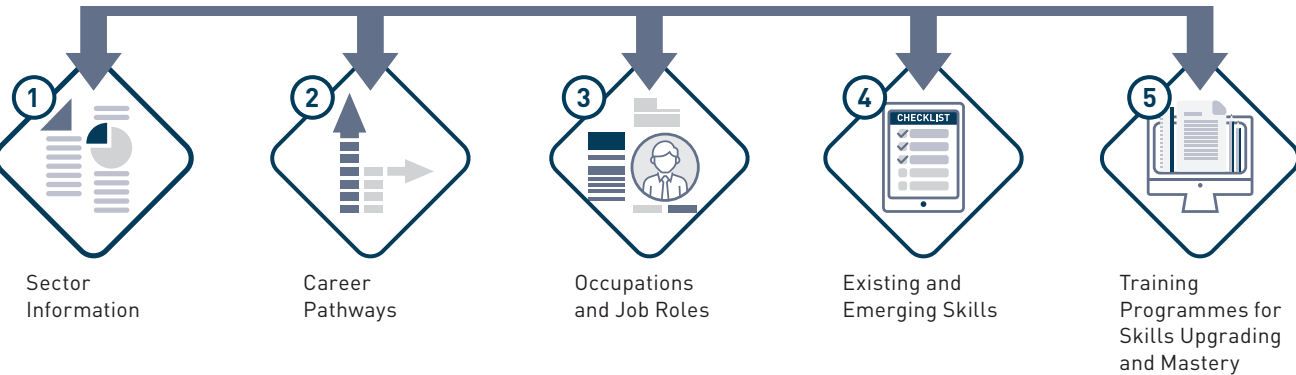 1
Sector
Information
2
Career
Pathways
3
Occupations
and Job Roles
4
CHECKLIST
Existing and
Emerging Skills
5
Training
Programmes for
Skills Upgrading
and Mastery